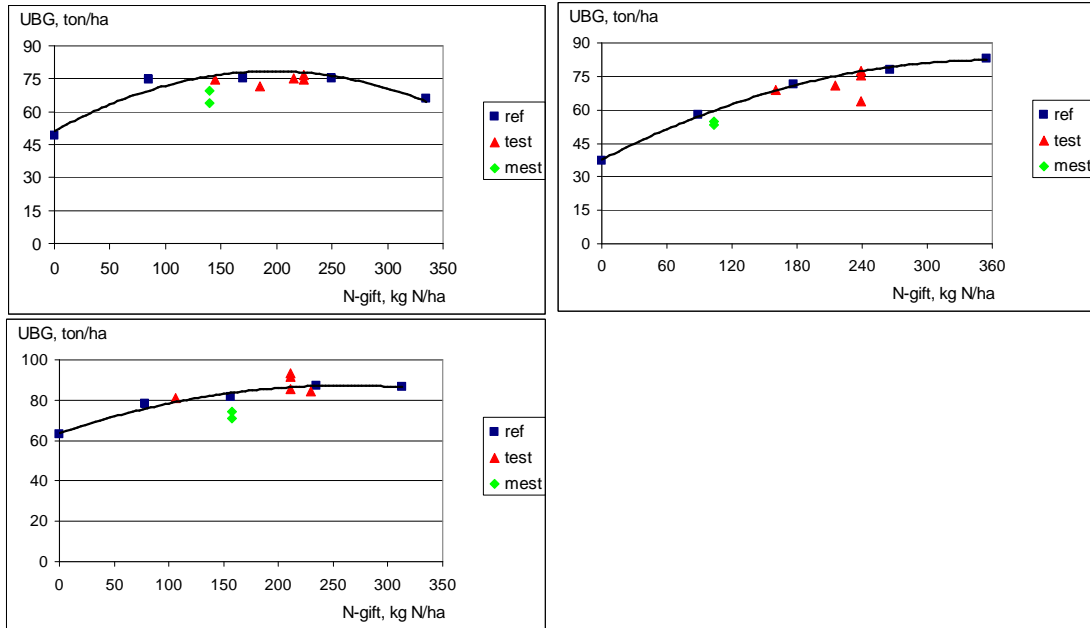 UBG, ton/ha
90
75
60
45
30
15
0
0 50 100 150 200 250 300 350
N-gift, kg N/ha
ref
test
mest
UBG, ton/ha
90
75
60
45
30
15
0
0 60 120 180 240 300 360
N-gift, kg N/ha
ref
test
mest
UBG, ton/ha
100
80
60
40
20
0
0 50 100 150 200 250 300 350
N-gift, kg N/ha
ref
test
mest